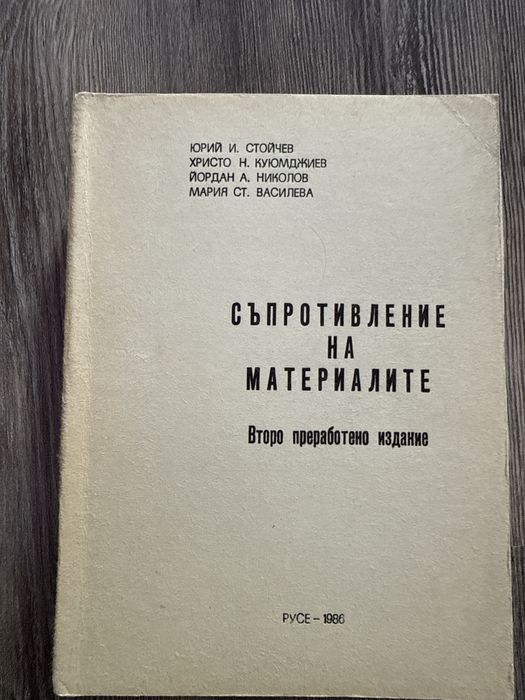 ЮРИЙ И. СТОЙЧЕВ
ХРИСТО Н. КУЮМДЖИЕВ
ЙОРДАН А. НИКОЛОВ
МАРИЯ СТ. ВАСИЛЕВА
СЪПРОТИВЛЕНИЕ
НА
МАТЕРИАЛИТЕ
Второ преработено издание
РУСЕ – 1986